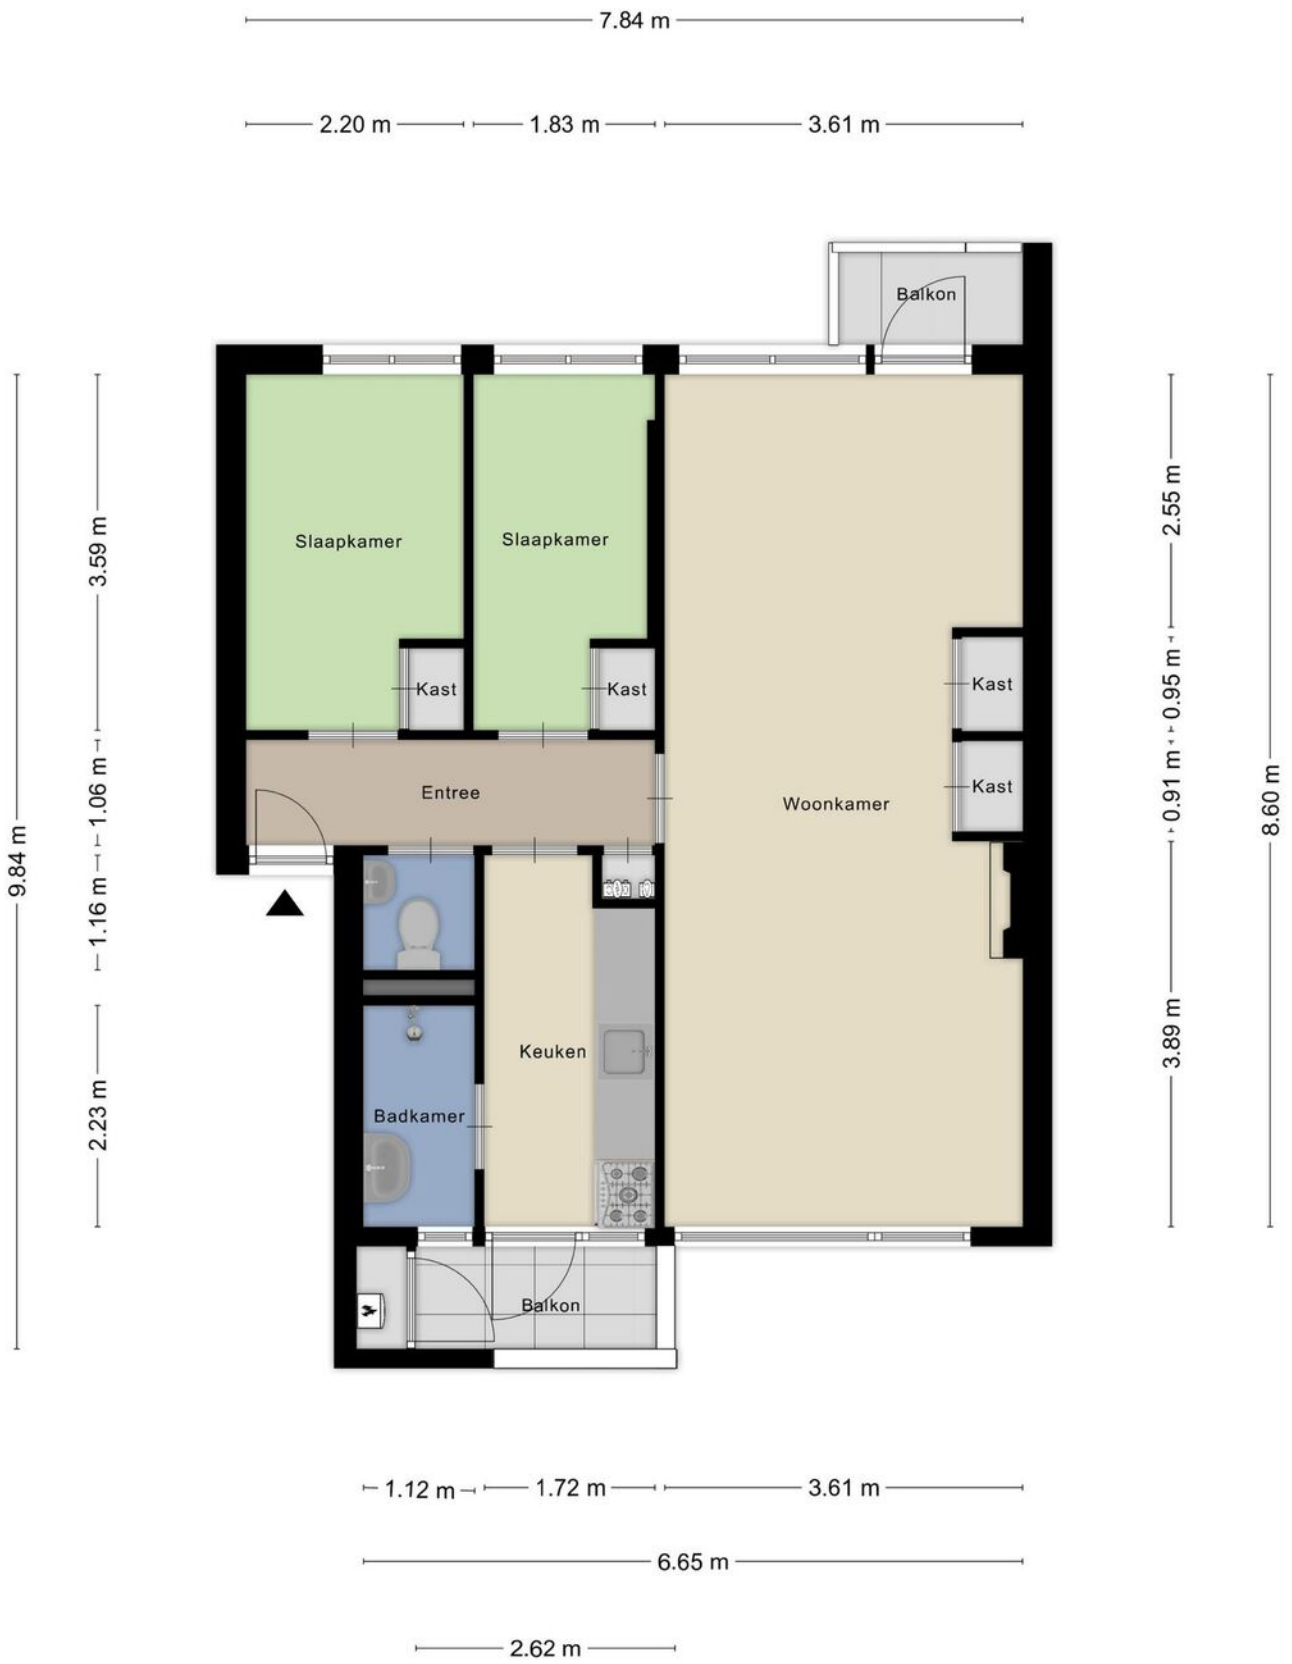 7.84 m
2.20 m
1.83 m
3.61 m
Balkon
2.55 m
3.59 m
Slaapkamer
Slaapkamer
0.95 m
Kast
Kast
Kast
1.06 m
Entree
Woonkamer
Kast
0.91 m
8.60 m
9.84 m
1.16 m
Keuken
3.89 m
2.23 m
Badkamer
Balkon
1.12 m
1.72 m
3.61 m
6.65 m
2.62 m